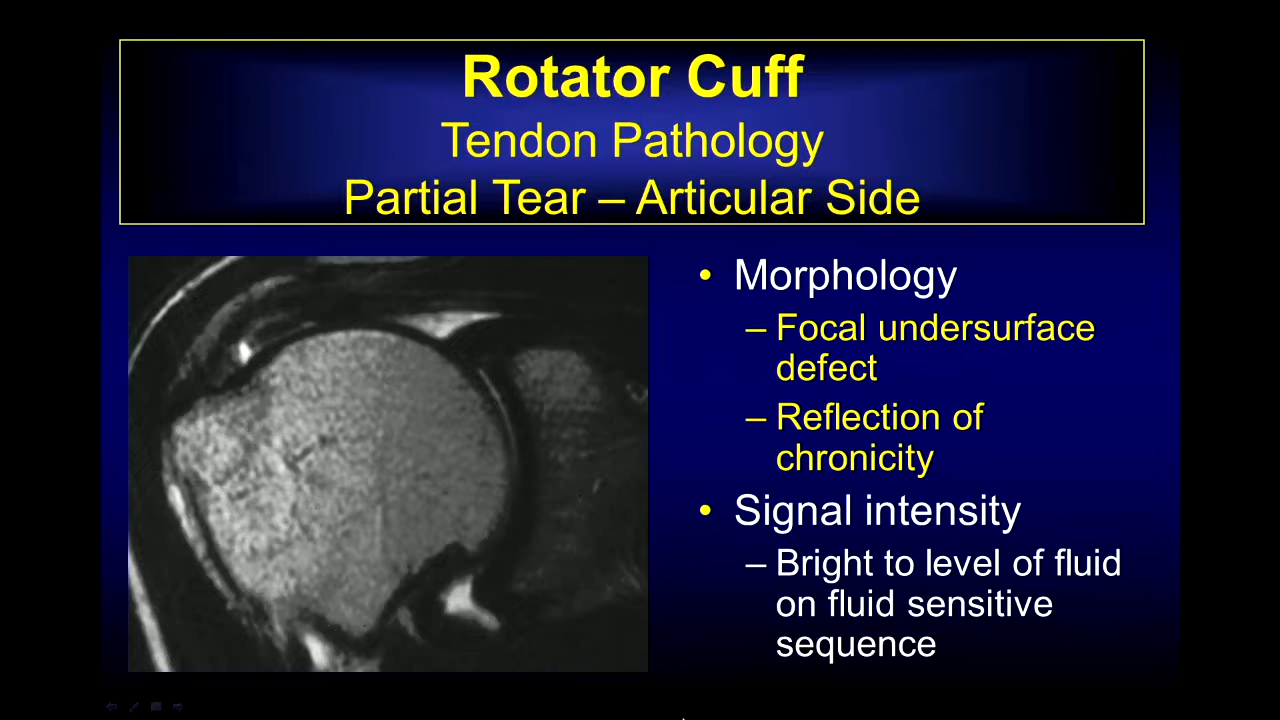 Rotator Cuff
Tendon Pathology
Partial Tear – Articular Side
• Morphology
– Focal undersurface
defect
– Reflection of
chronicity
• Signal intensity
– Bright to level of fluid
on fluid sensitive
sequence